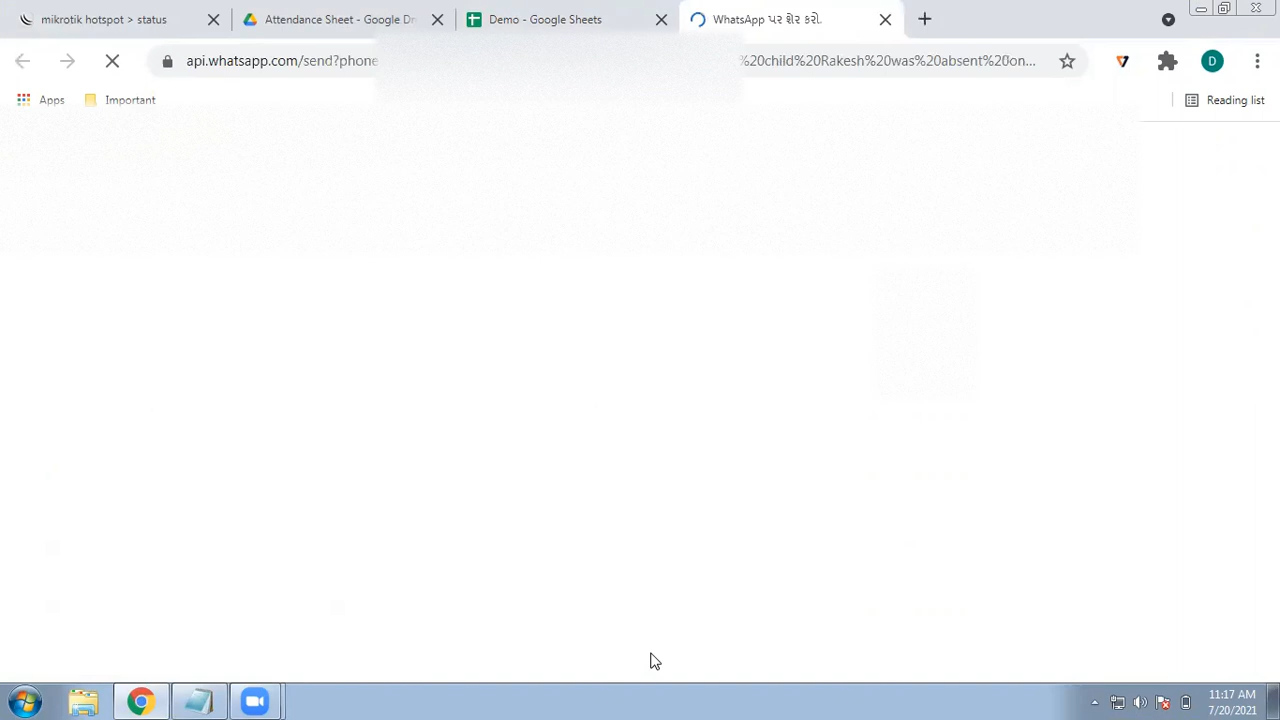 mikrotik hotspot > status
Attendance Sheet - Google Dr
Demo - Google Sheets
WhatsApp પર શેર કરો.
api.whatsapp.com/send?phone
%20child%20Rakesh%20was%20absent%20on...
D
Apps
Important
Reading list
11:17 AM
7/20/2021